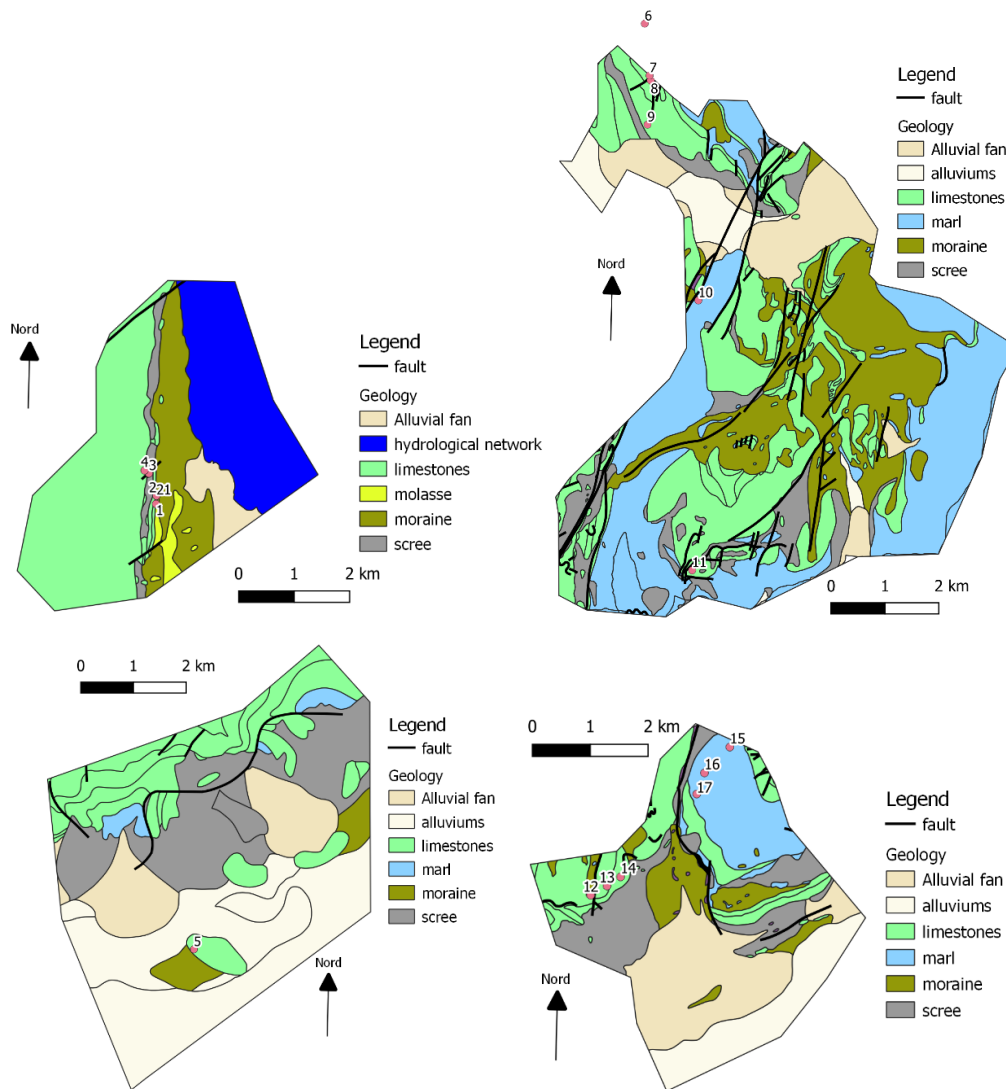 6
7
8
9
10
11
Nord
Legend
fault
Geology
Alluvial fan
alluviums
limestones
marl
moraine
scree
0 1 2 km
Nord
4 3
2 21
1
Legend
fault
Geology
Alluvial fan
hydrological network
limestones
molasse
moraine
scree
0 1 2 km
0 1 2 km
Legend
fault
Geology
Alluvial fan
alluviums
limestones
marl
moraine
scree
5
Nord
0 1 2 km
15
16
17
14
13
12
Legend
fault
Geology
Alluvial fan
alluviums
limestones
marl
moraine
scree
Nord